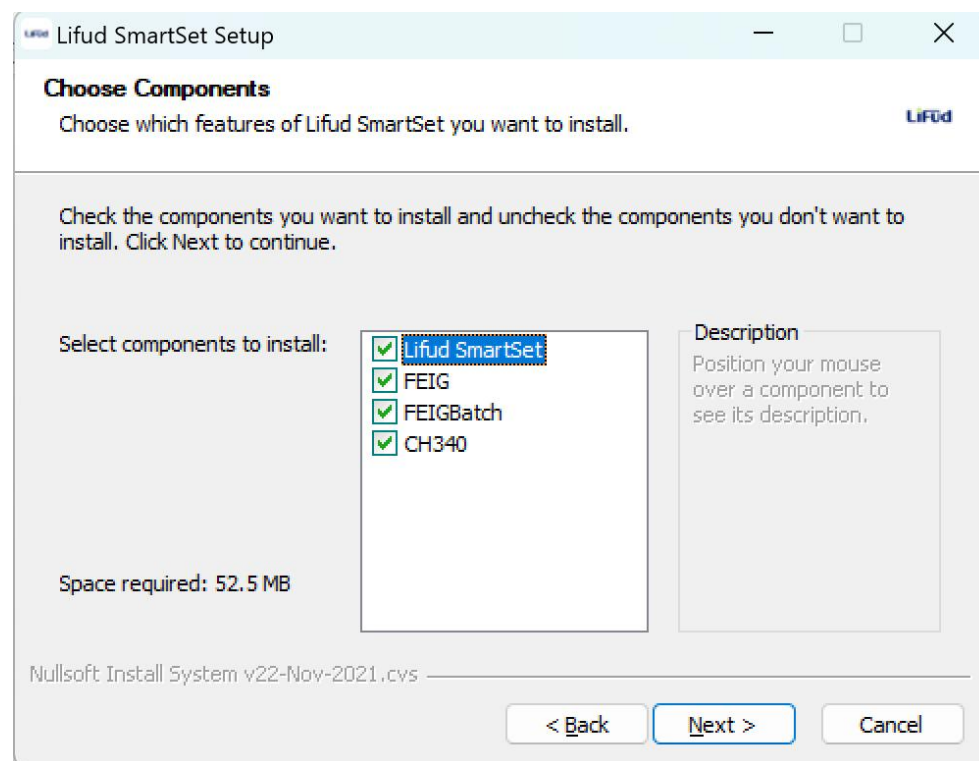 Lifud Lifud SmartSet Setup
Choose Components
Choose which features of Lifud SmartSet you want to install.
LiFUd
Check the components you want to install and uncheck the components you don't want to
install. Click Next to continue.
Select components to install:
Lifud SmartSet
FEIG
FEIGBatch
CH340
Description
Position your mouse
over a component to
see its description.
Space required: 52.5 MB
Nullsoft Install System v22-Nov-2021.cvs
< Back
Next >
Cancel